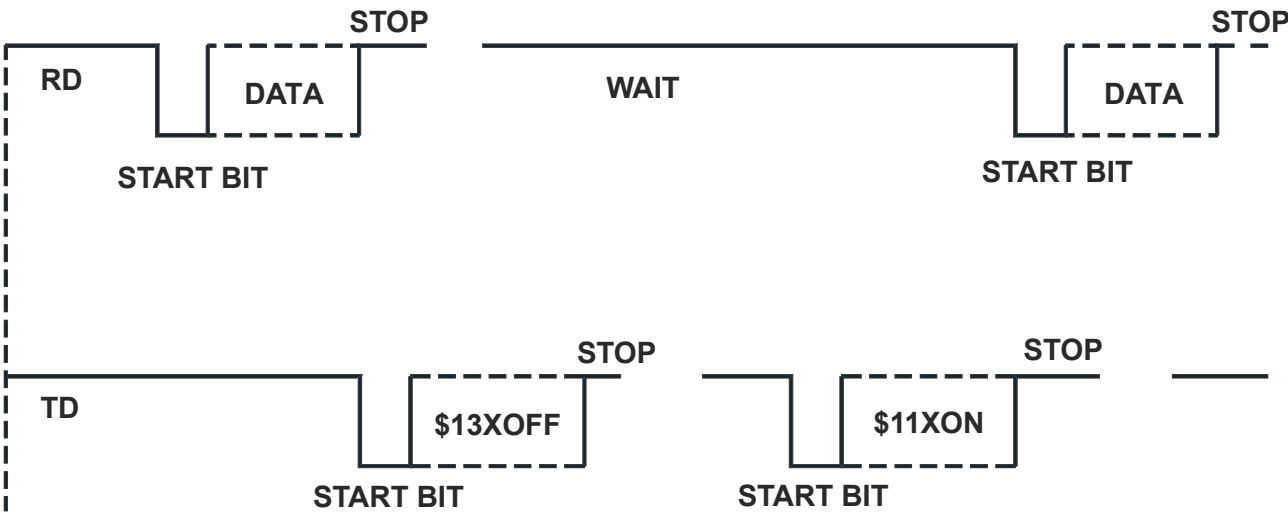 STOP
STOP
RD
DATA
WAIT
DATA
START BIT
START BIT
STOP
STOP
TD
$13XOFF
$11XON
START BIT
START BIT